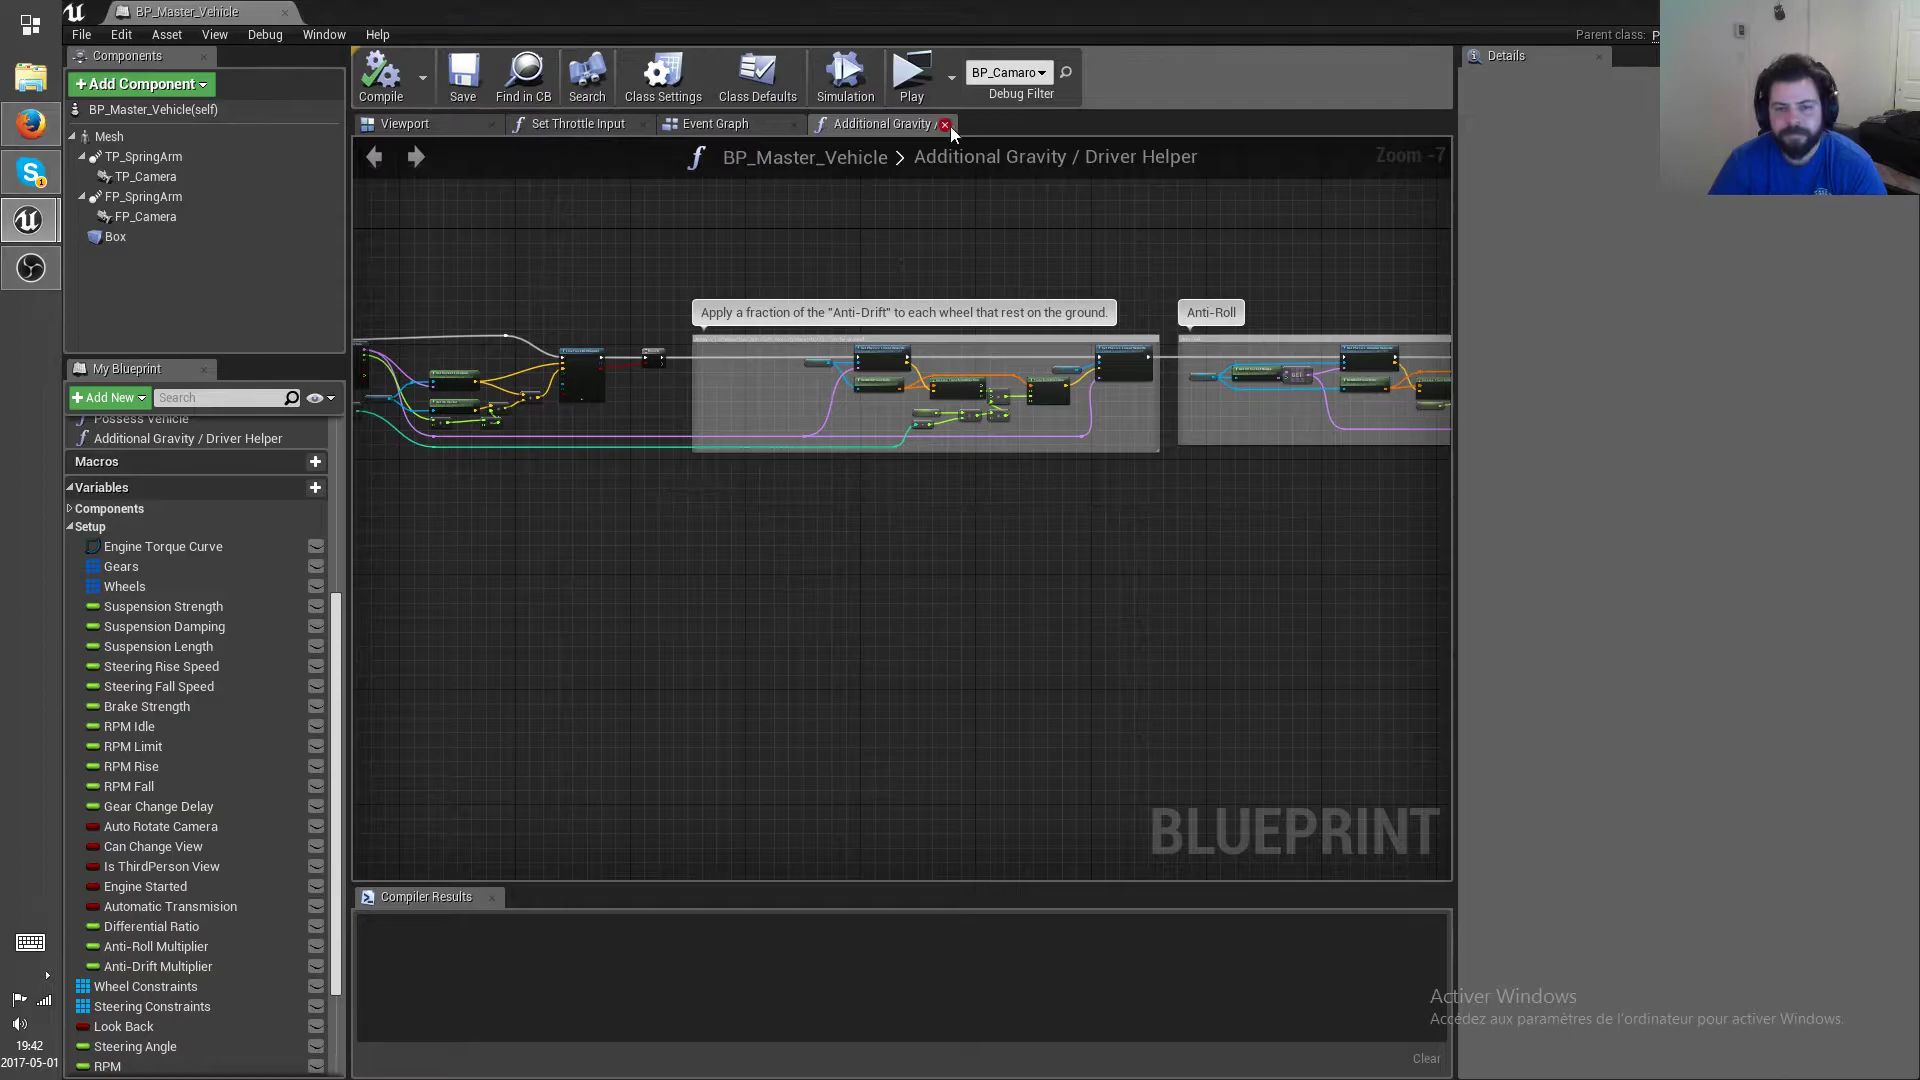 BP_Master_Vehicle
File Edit Asset View Debug Window Help
Parent class: P
Components
+Add Component
BP_Master_Vehicle(self)
Mesh
TP_SpringArm
TP_Camera
FP_SpringArm
FP_Camera
Box
My Blueprint
+Add New
Search
Possess Vehicle
Additional Gravity / Driver Helper
Macros
Variables
Components
Setup
Engine Torque Curve
Gears
Wheels
Suspension Strength
Suspension Damping
Suspension Length
Steering Rise Speed
Steering Fall Speed
Brake Strength
RPM Idle
RPM Limit
RPM Rise
RPM Fall
Gear Change Delay
Auto Rotate Camera
Can Change View
Is ThirdPerson View
Engine Started
Automatic Transmision
Differential Ratio
Anti-Roll Multiplier
Anti-Drift Multiplier
Wheel Constraints
Steering Constraints
Look Back
Steering Angle
RPM
Compile
Save
Find in CB
Search
Class Settings
Class Defaults
Simulation
Play
BP_Camaro
Debug Filter
Viewport
Set Throttle Input
Event Graph
Additional Gravity /
BP_Master_Vehicle > Additional Gravity / Driver Helper
Zoom -7
Apply a fraction of the "Anti-Drift" to each wheel that rest on the ground.
Anti-Roll
BLUEPRINT
Compiler Results
Clear
Details
Activer Windows
Accédez aux paramètres de l'ordinateur pour activer Windows.
19:42
2017-05-01